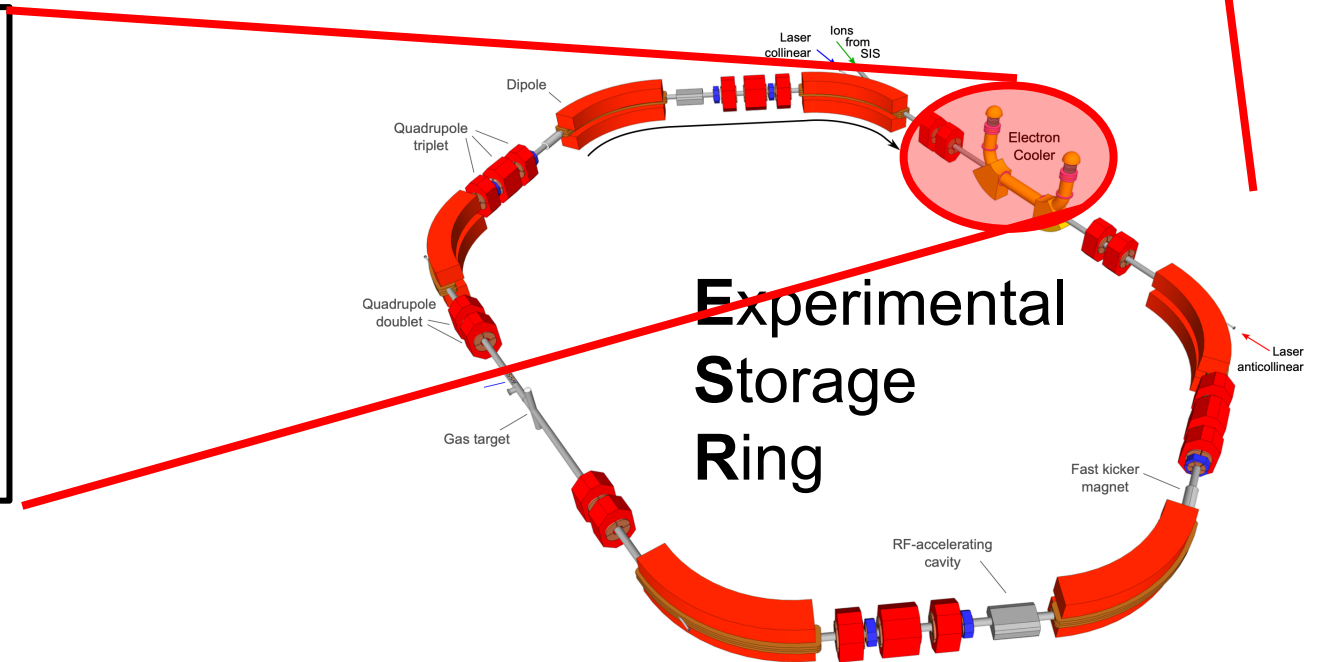 Laser
collinear
Ions
from
SIS
Dipole
Quadrupole
triplet
Electron
Cooler
Quadrupole
doublet
Experimental
Storage
Ring
Laser
anticollinear
Gas target
Fast kicker
magnet
RF-accelerating
cavity